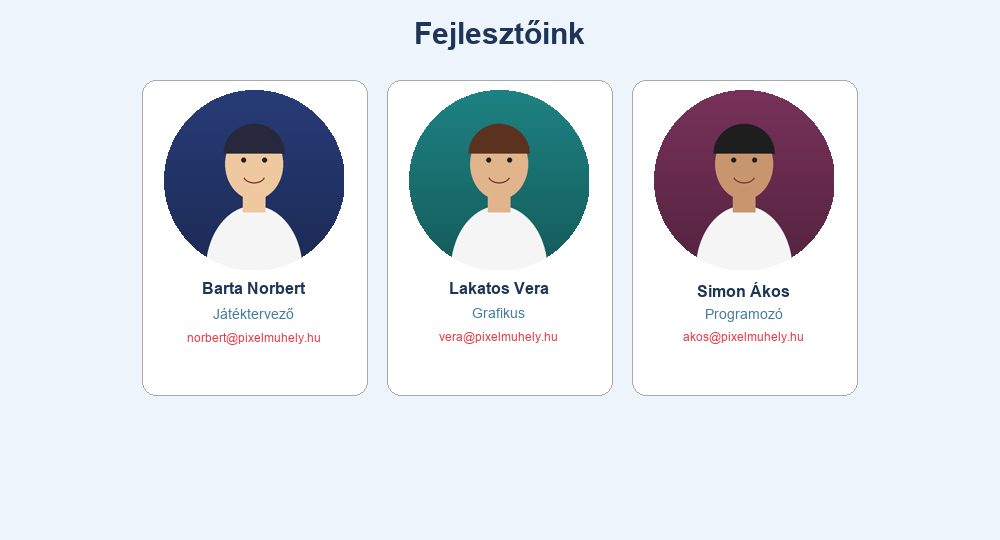 Fejlesztőink
Barta Norbert
Játéktervező
norbert@pixelmuhely.hu
Lakatos Vera
Grafikus
vera@pixelmuhely.hu
Simon Ákos
Programozó
akos@pixelmuhely.hu